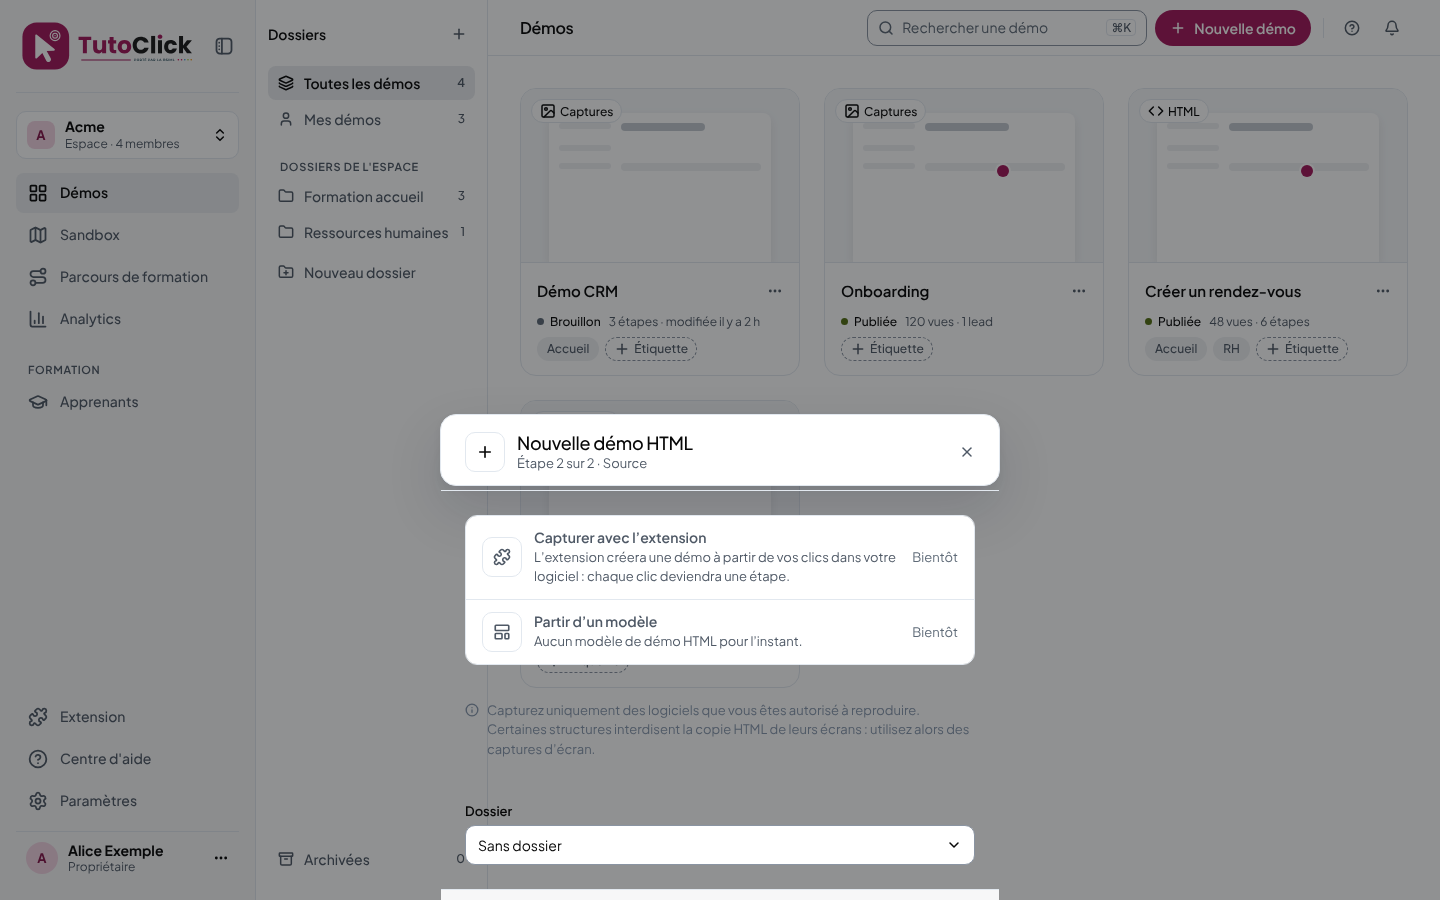 TutoClick
Acme
Espace · 4 membres
Démos
Sandbox
Parcours de formation
Analytics
FORMATION
Apprenants
Extension
Centre d'aide
Paramètres
Alice Exemple
Propriétaire
Dossiers
Toutes les démos 4
Mes démos 3
DOSSIERS DE L'ESPACE
Formation accueil 3
Ressources humaines 1
Nouveau dossier
Archivées 0
Démos
Rechercher une démo ⌘K
Nouvelle démo
Captures
Démo CRM
Brouillon 3 étapes · modifiée il y a 2 h
Accueil + Étiquette
Captures
Onboarding
Publiée 120 vues · 1 lead
+ Étiquette
HTML
Créer un rendez-vous
Publiée 48 vues · 6 étapes
Accueil RH + Étiquette
Nouvelle démo HTML
Étape 2 sur 2 · Source
Capturer avec l'extension
L'extension créera une démo à partir de vos clics dans votre
logiciel : chaque clic deviendra une étape.
Bientôt
Partir d'un modèle
Aucun modèle de démo HTML pour l'instant.
Bientôt
Capturez uniquement des logiciels que vous êtes autorisé à reproduire.
Certaines structures interdisent la copie HTML de leurs écrans : utilisez alors des
captures d'écran.
Dossier
Sans dossier